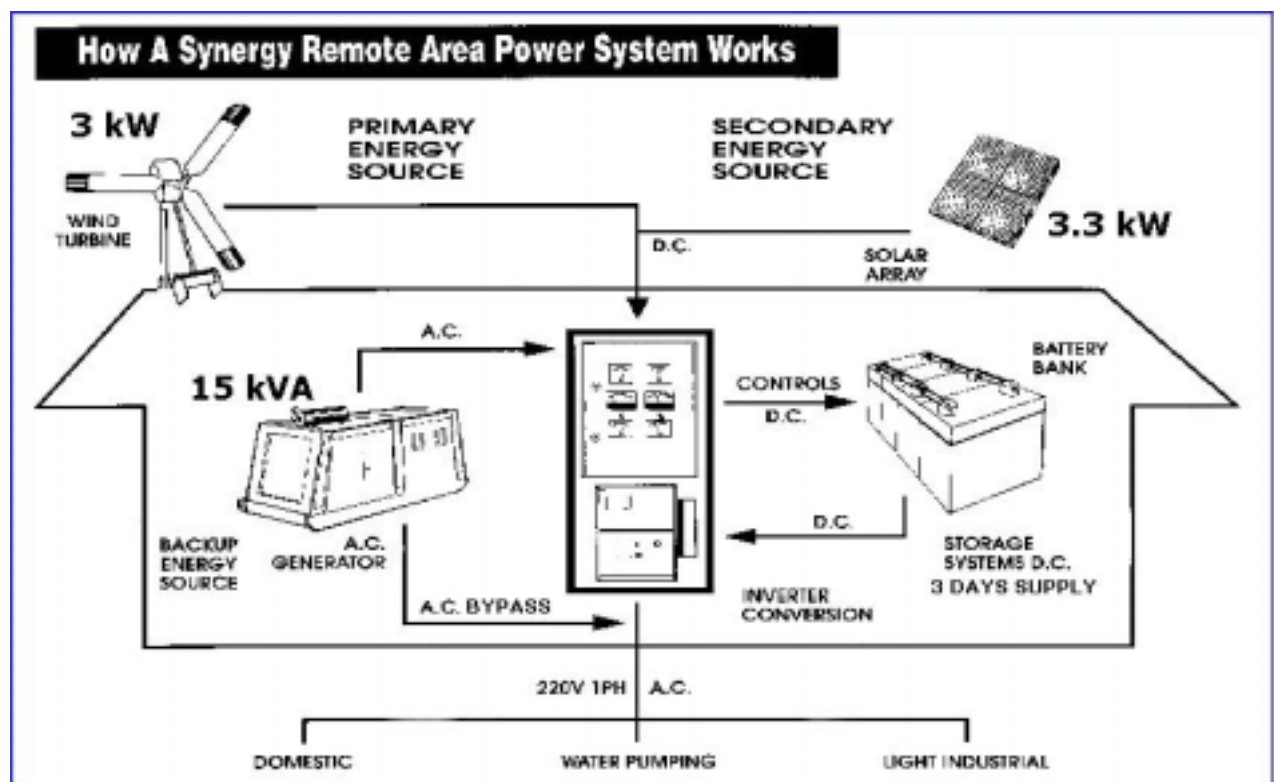 How A Synergy Remote Area Power System Works
3 kW
PRIMARY
ENERGY
SOURCE
SECONDARY
ENERGY
SOURCE
WIND
TURBINE
3.3 kW
D.C.
SOLAR
ARRAY
A.C.
15 kVA
CONTROLS
D.C.
BATTERY
BANK
BACKUP
ENERGY
SOURCE
A.C.
GENERATOR
D.C.
STORAGE
SYSTEMS D.C.
3 DAYS SUPPLY
A.C. BYPASS
INVERTER
CONVERSION
220V 1PH
A.C.
DOMESTIC
WATER PUMPING
LIGHT INDUSTRIAL